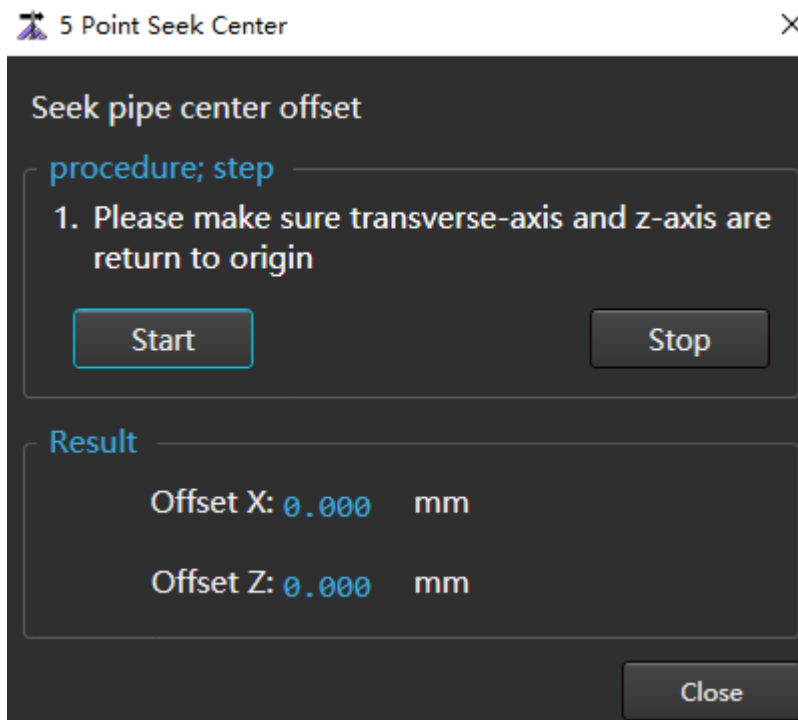 5 Point Seek Center
Seek pipe center offset
procedure; step
1. Please make sure transverse-axis and z-axis are
return to origin
Start
Stop
Result
Offset X: 0.000 mm
Offset Z: 0.000 mm
Close